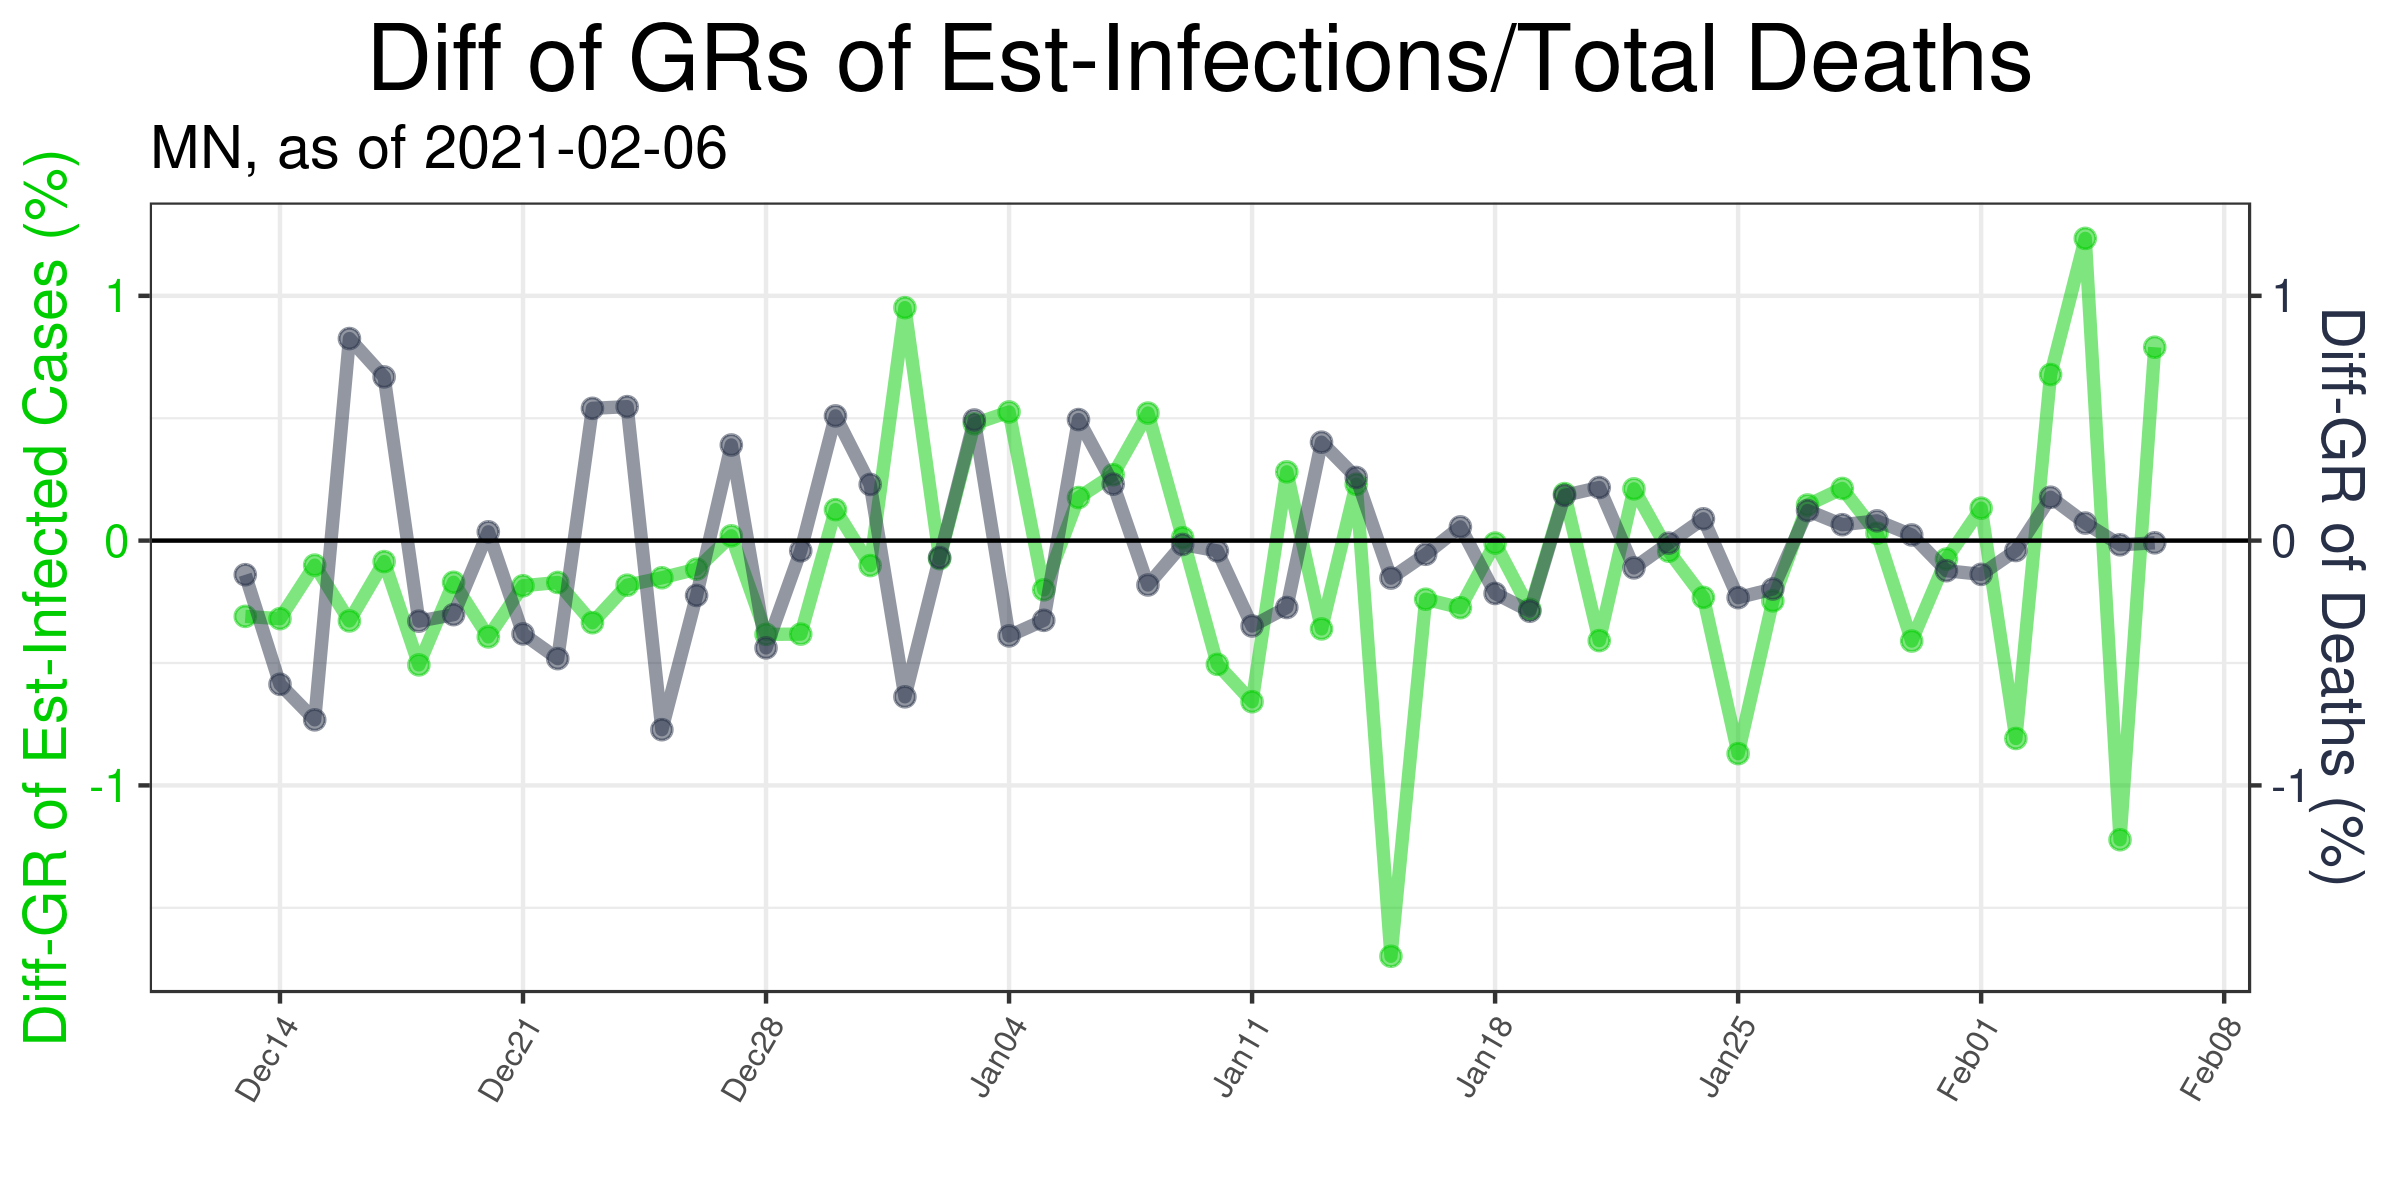 Diff of GRs of Est-Infections/Total Deaths
MN, as of 2021-02-06
Diff-GR of Est-Infected Cases (%)
1
0
-1
1
0
-1
Diff-GR of Deaths (%)
Dec14
Dec21
Dec28
Jan04
Jan11
Jan18
Jan25
Feb01
Feb08